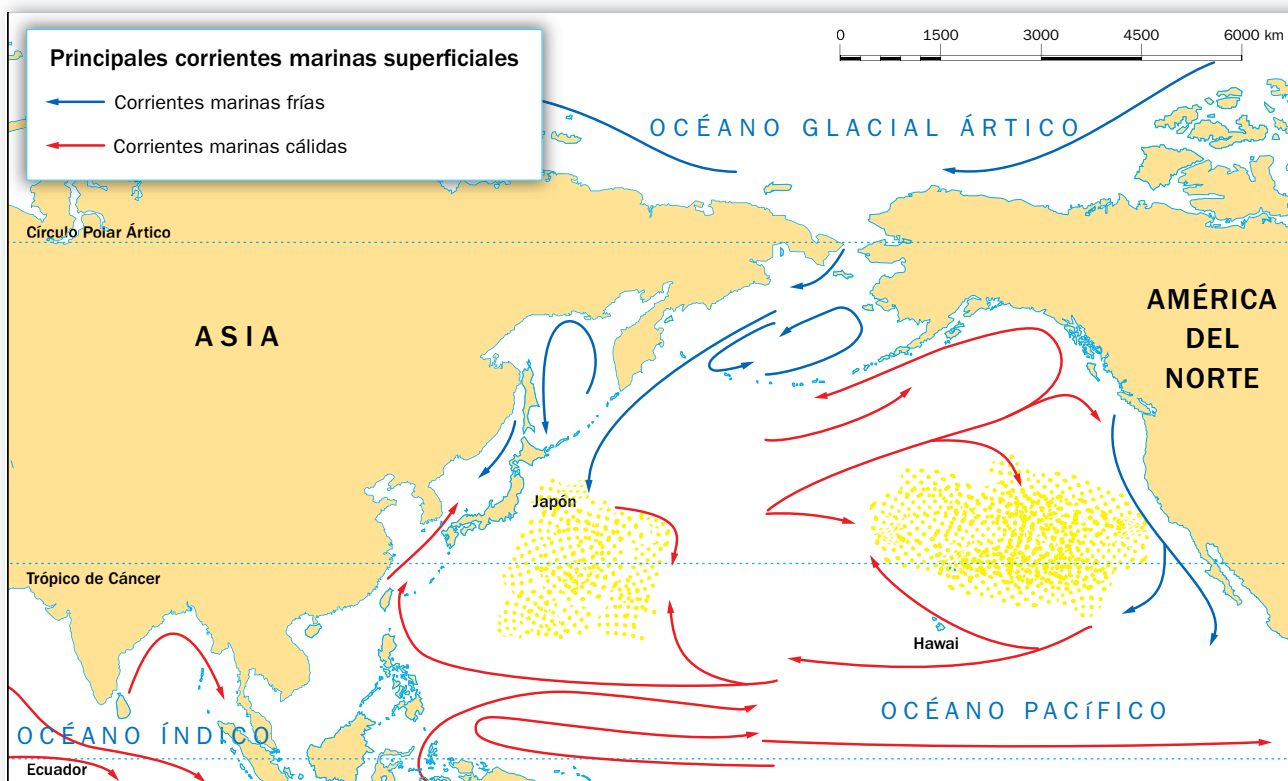 Principales corrientes marinas superficiales
Corrientes marinas frías
Corrientes marinas cálidas
0 1500 3000 4500 6000 km
OCÉANO GLACIAL ÁRTICO
Círculo Polar Ártico
ASIA
AMÉRICA
DEL
NORTE
Japón
Trópico de Cáncer
Hawai
OCÉANO PACíFICO
OCÉANO ÍNDICO
Ecuador